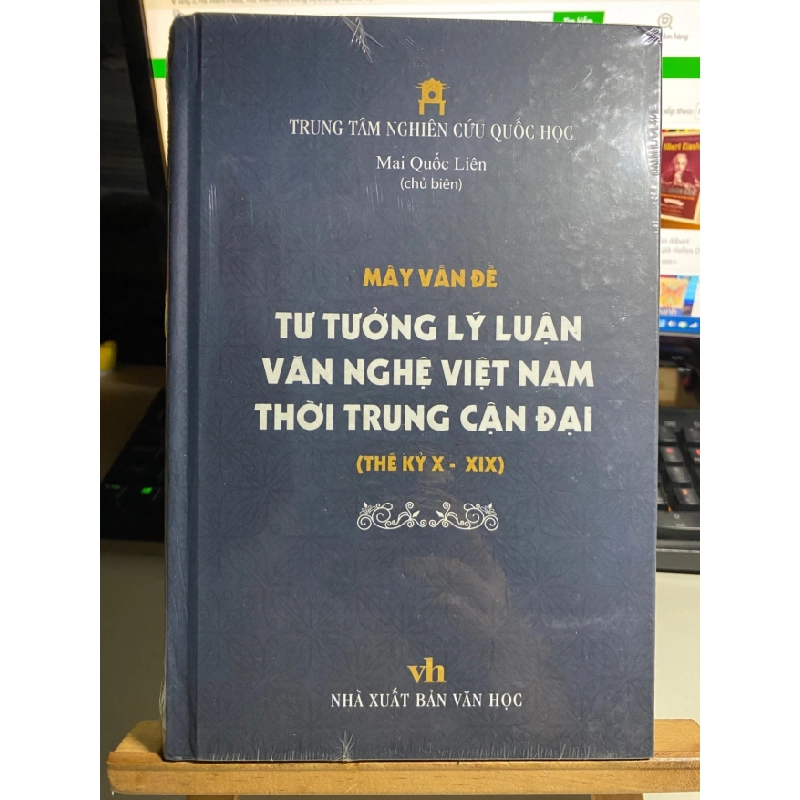 TRUNG TÂM NGHIÊN CỨU QUỐC HỌC
Mai Quốc Liên
(chủ biên)
MẤY VẤN ĐỀ
TƯ TƯỞNG LÝ LUẬN
VĂN NGHỆ VIỆT NAM
THỜI TRUNG CẬN ĐẠI
(THẾ KỶ X - XIX)
vh
NHÀ XUẤT BẢN VĂN HỌC